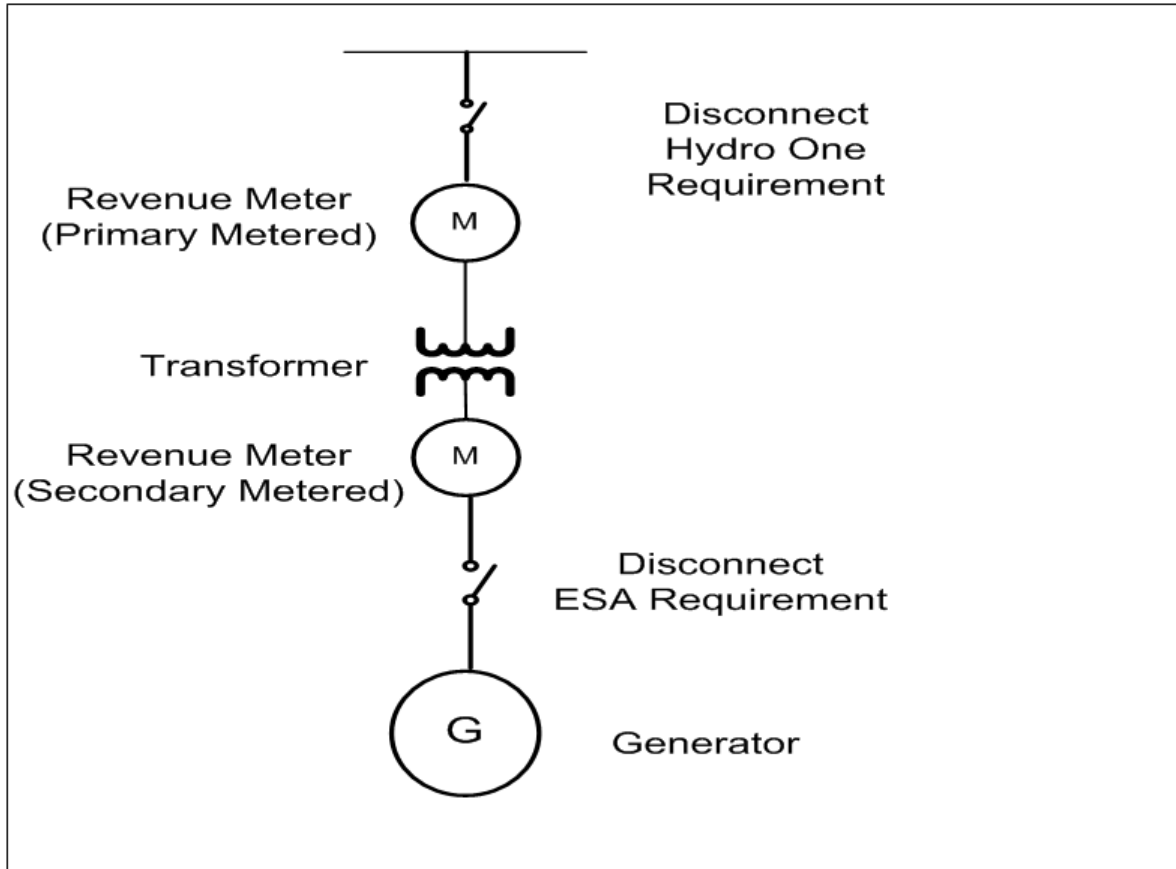 Disconnect
Hydro One
Requirement
Revenue Meter
(Primary Metered)
M
Transformer
Revenue Meter
(Secondary Metered)
M
Disconnect
ESA Requirement
G
Generator